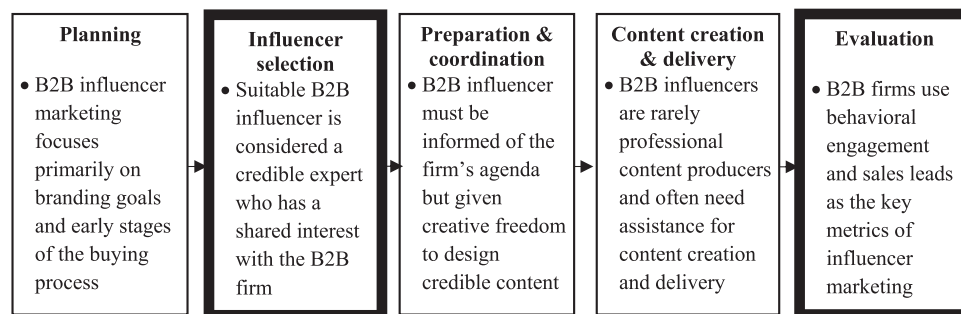 Planning
• B2B influencer
marketing
focuses
primarily on
branding goals
and early stages
of the buying
process
Influencer
selection
• Suitable B2B
influencer is
considered a
credible expert
who has a
shared interest
with the B2B
firm
Preparation &
coordination
• B2B influencer
must be
informed of the
firm's agenda
but given
creative freedom
to design
credible content
Content creation
& delivery
• B2B influencers
are rarely
professional
content producers
and often need
assistance for
content creation
and delivery
Evaluation
• B2B firms use
behavioral
engagement
and sales leads
as the key
metrics of
influencer
marketing